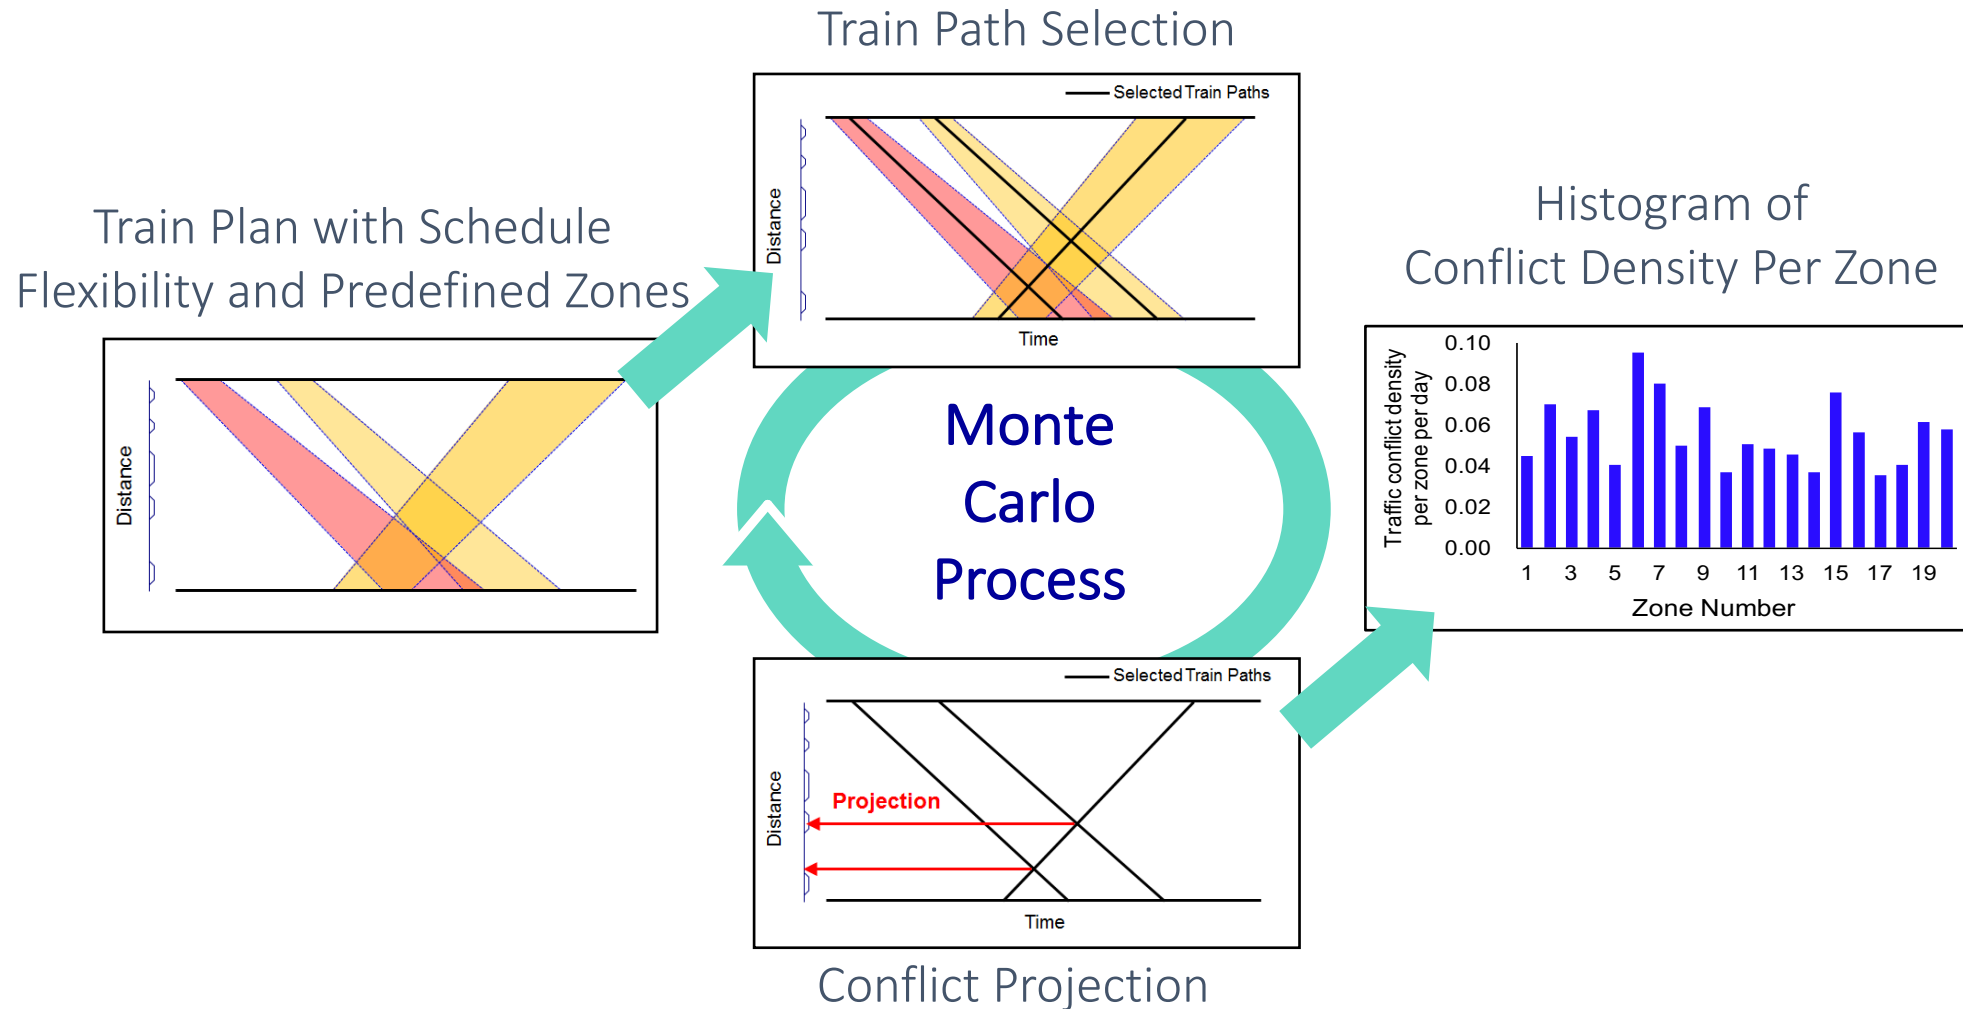 Train Path Selection
Selected Train Paths
Distance
Time
Train Plan with Schedule
Flexibility and Predefined Zones
Distance
Monte
Carlo
Process
Histogram of
Conflict Density Per Zone
Traffic conflict density
per zone per day
0.10
0.08
0.06
0.04
0.02
0.00
1 3 5 7 9 11 13 15 17 19
Zone Number
Selected Train Paths
Distance
Projection
Time
Conflict Projection